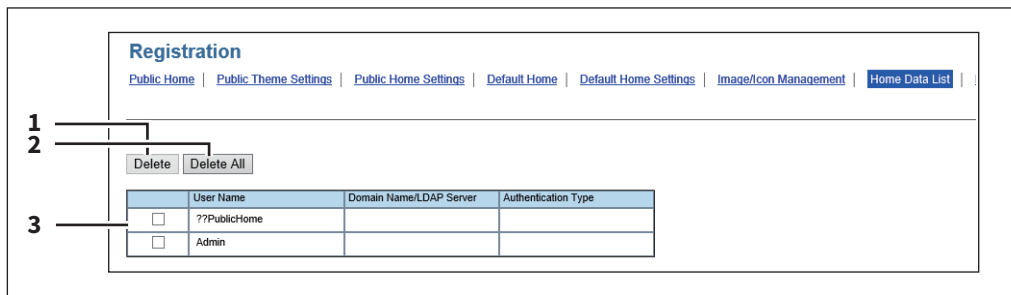 Registration
Public Home | Public Theme Settings | Public Home Settings | Default Home | Default Home Settings | Image/Icon Management | Home Data List |
1
2
Delete Delete All
User Name Domain Name/LDAP Server Authentication Type
3
??PublicHome
Admin